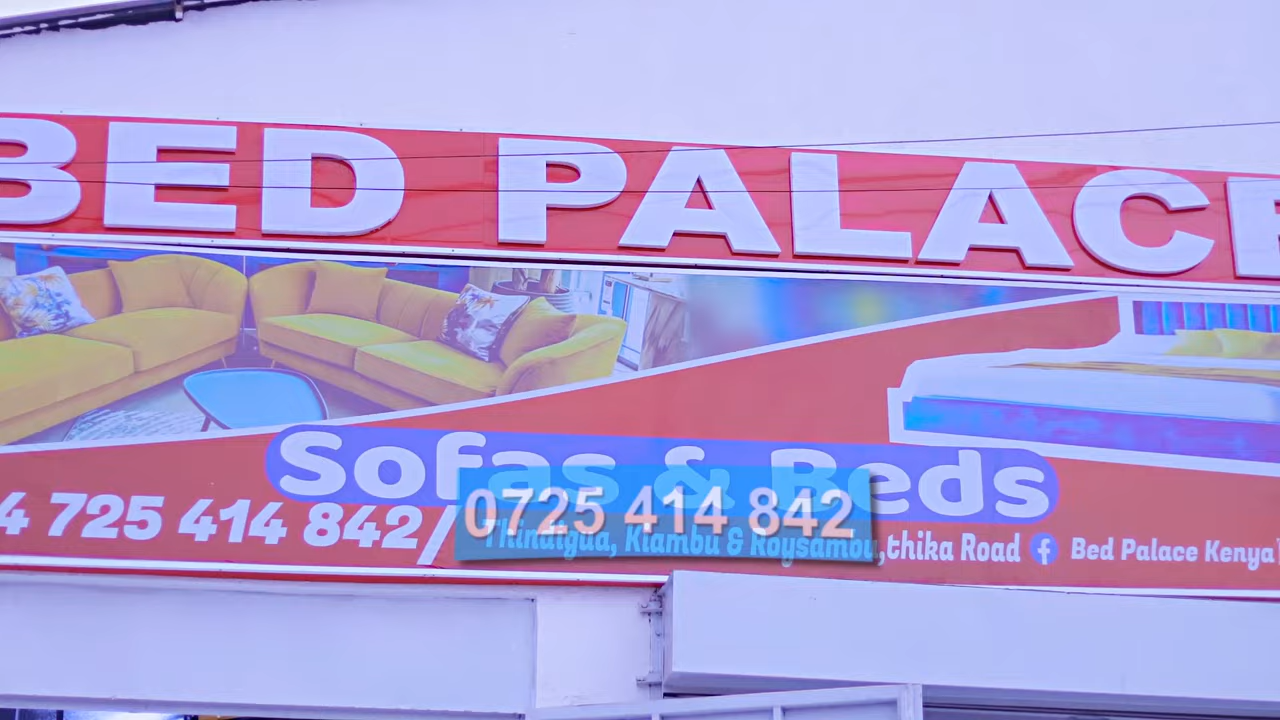 BED PALACE
Sofas & Beds
4 725 414 842/
0725 414 842
Thindigua, Kiambu & Roysambu,thika Road Bed Palace Kenya